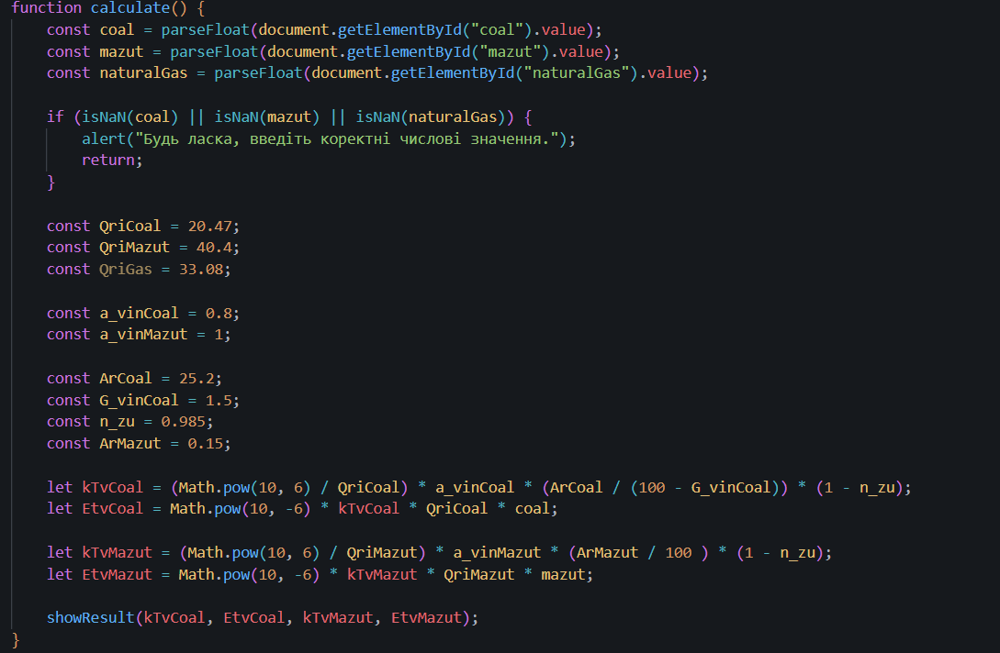 function calculate() {
    const coal = parseFloat(document.getElementById("coal").value);
    const mazut = parseFloat(document.getElementById("mazut").value);
    const naturalGas = parseFloat(document.getElementById("naturalGas").value);

    if (isNaN(coal) || isNaN(mazut) || isNaN(naturalGas)) {
        alert("Будь ласка, введіть коректні числові значення.");
        return;
    }

    const QriCoal = 20.47;
    const QriMazut = 40.4;
    const QriGas = 33.08;

    const a_vinCoal = 0.8;
    const a_vinMazut = 1;

    const ArCoal = 25.2;
    const G_vinCoal = 1.5;
    const n_zu = 0.985;
    const ArMazut = 0.15;

    let kTvCoal = (Math.pow(10, 6) / QriCoal) * a_vinCoal * (ArCoal / (100 - G_vinCoal)) * (1 - n_zu);
    let EtvCoal = Math.pow(10, -6) * kTvCoal * QriCoal * coal;

    let kTvMazut = (Math.pow(10, 6) / QriMazut) * a_vinMazut * (ArMazut / 100 ) * (1 - n_zu);
    let EtvMazut = Math.pow(10, -6) * kTvMazut * QriMazut * mazut;

    showResult(kTvCoal, EtvCoal, kTvMazut, EtvMazut);
}